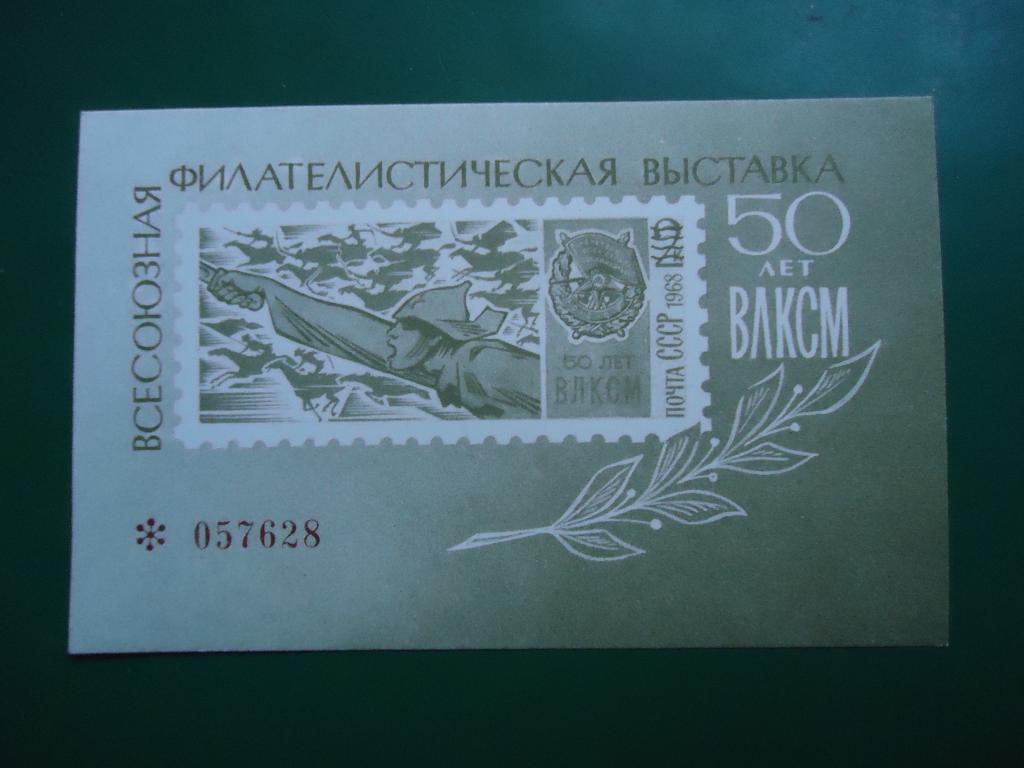 ВСЕСОЮЗНАЯ
ФИЛАТЕЛИСТИЧЕСКАЯ ВЫСТАВКА
50
ЛЕТ
ВЛКСМ
50 ЛЕТ
ВЛКСМ
ПОЧТА СССР 1968
* 057628